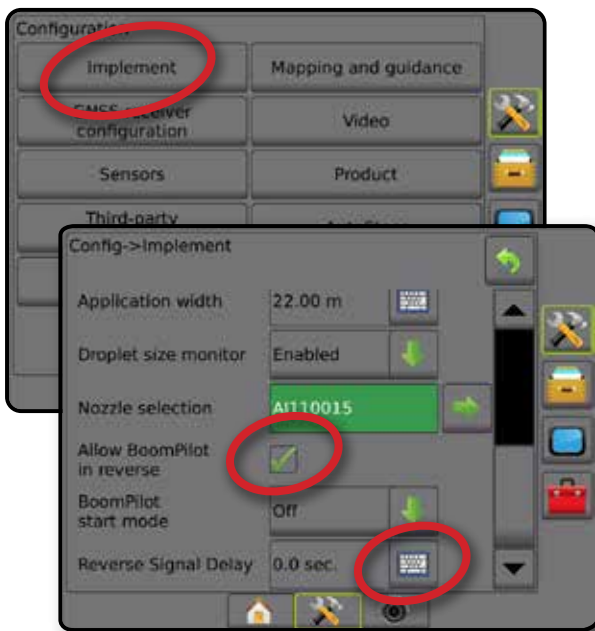 Configuration
Implement
Mapping and guidance
GNSS receiver
configuration
Video
Sensors
Product
Third-party
Config->Implement
Application width
22.00 m
Droplet size monitor
Enabled
Nozzle selection
AI110015
Allow BoomPilot
in reverse
BoomPilot
start mode
Off
Reverse Signal Delay
0.0 sec.